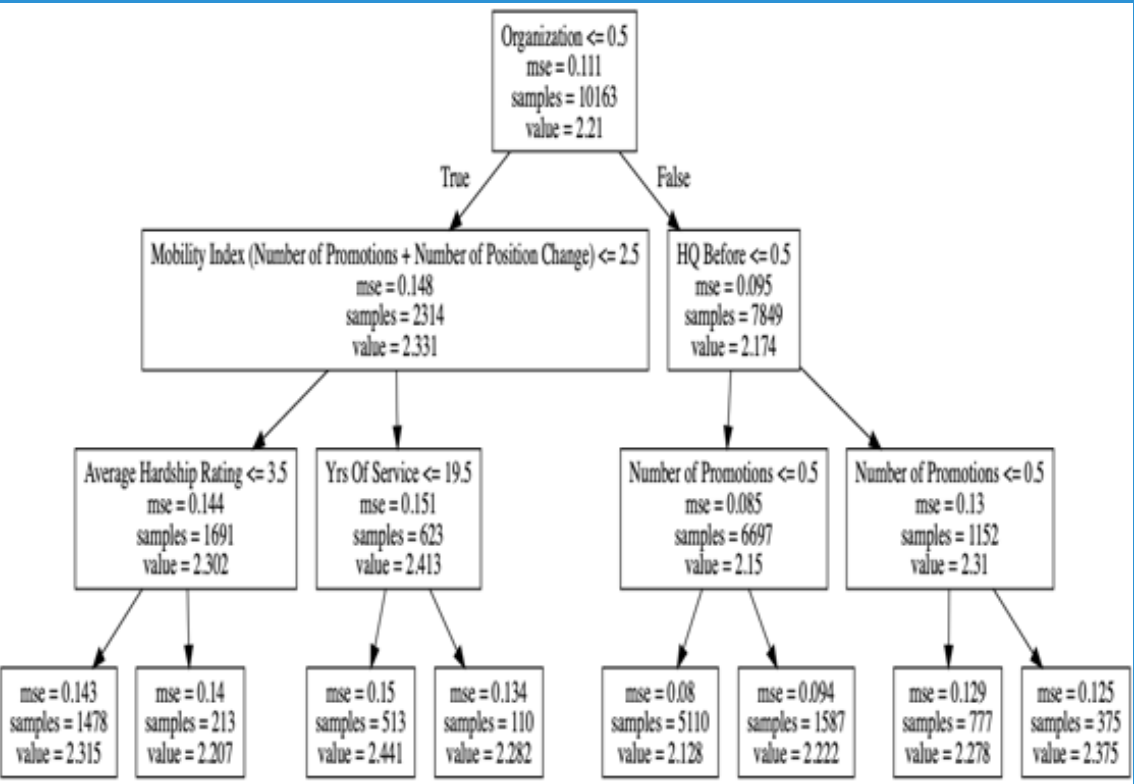 Organization <= 0.5
mse = 0.111
samples = 10163
value = 2.21
True
False
Mobility Index (Number of Promotions + Number of Position Change) <= 2.5
mse = 0.148
samples = 2314
value = 2.331
HQ Before <= 0.5
mse = 0.095
samples = 7849
value = 2.174
Average Hardship Rating <= 3.5
mse = 0.144
samples = 1691
value = 2.302
Yrs Of Service <= 19.5
mse = 0.151
samples = 623
value = 2.413
Number of Promotions <= 0.5
mse = 0.085
samples = 6697
value = 2.15
Number of Promotions <= 0.5
mse = 0.13
samples = 1152
value = 2.31
mse = 0.143
samples = 1478
value = 2.315
mse = 0.14
samples = 213
value = 2.207
mse = 0.15
samples = 513
value = 2.441
mse = 0.134
samples = 110
value = 2.282
mse = 0.08
samples = 5110
value = 2.128
mse = 0.094
samples = 1587
value = 2.222
mse = 0.129
samples = 777
value = 2.278
mse = 0.125
samples = 375
value = 2.375